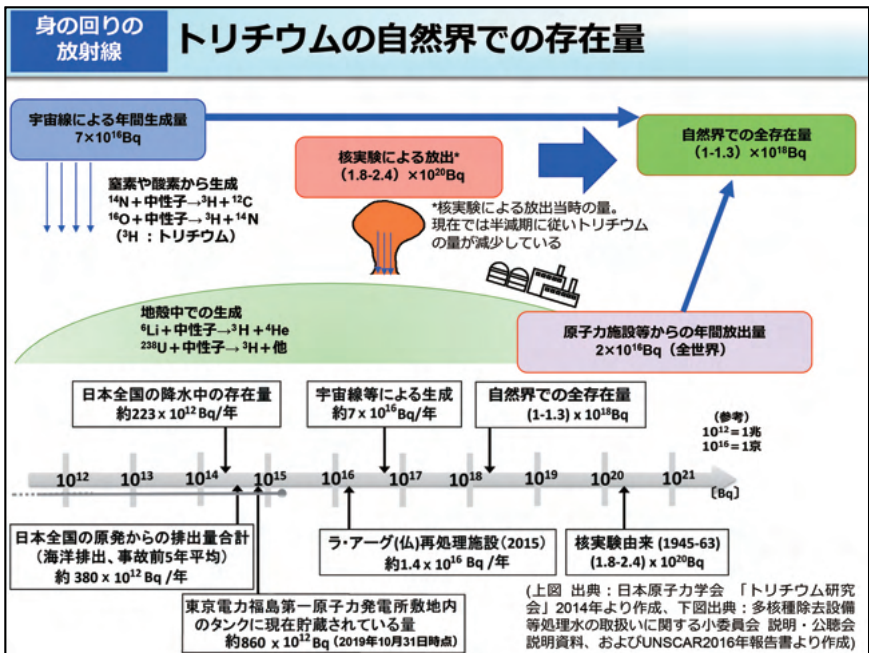 身の回りの
放射線
トリチウムの自然界での存在量
宇宙線による年間生成量
7×10¹⁶Bq
窒素や酸素から生成
¹⁴N+中性子→³H+¹²C
¹⁶O+中性子→³H+¹⁴N
(³H:トリチウム)
核実験による放出*
(1.8-2.4)×10²⁰Bq
*核実験による放出当時の量。
現在では半減期に従いトリチウム
の量が減少している
自然界での全存在量
(1-1.3)×10¹⁸Bq
地殻中での生成
⁶Li+中性子→³H+⁴He
²³⁸U+中性子→³H+他
原子力施設等からの年間放出量
2×10¹⁶Bq(全世界)
日本全国の降水中の存在量
約223 x 10¹² Bq/年
宇宙線等による生成
約7 x 10¹⁶ Bq/年
自然界での全存在量
(1-1.3) x 10¹⁸Bq
(参考)
10¹²=1兆
10¹⁶=1京
10¹² 10¹³ 10¹⁴ 10¹⁵ 10¹⁶ 10¹⁷ 10¹⁸ 10¹⁹ 10²⁰ 10²¹
[Bq]
日本全国の原発からの排出量合計
(海洋排出、事故前5年平均)
約 380 x 10¹² Bq /年
東京電力福島第一原子力発電所敷地内
のタンクに現在貯蔵されている量
約860 x 10¹² Bq (2019年10月31日時点)
ラ・アーグ(仏)再処理施設(2015)
約1.4 x 10¹⁶ Bq /年
核実験由来 (1945-63)
(1.8-2.4) x 10²⁰Bq
(上図 出典:日本原子力学会 「トリチウム研究
会」2014年より作成、下図出典:多核種除去設備
等処理水の取扱いに関する小委員会 説明・公聴会
説明資料、およびUNSCAR2016年報告書より作成)